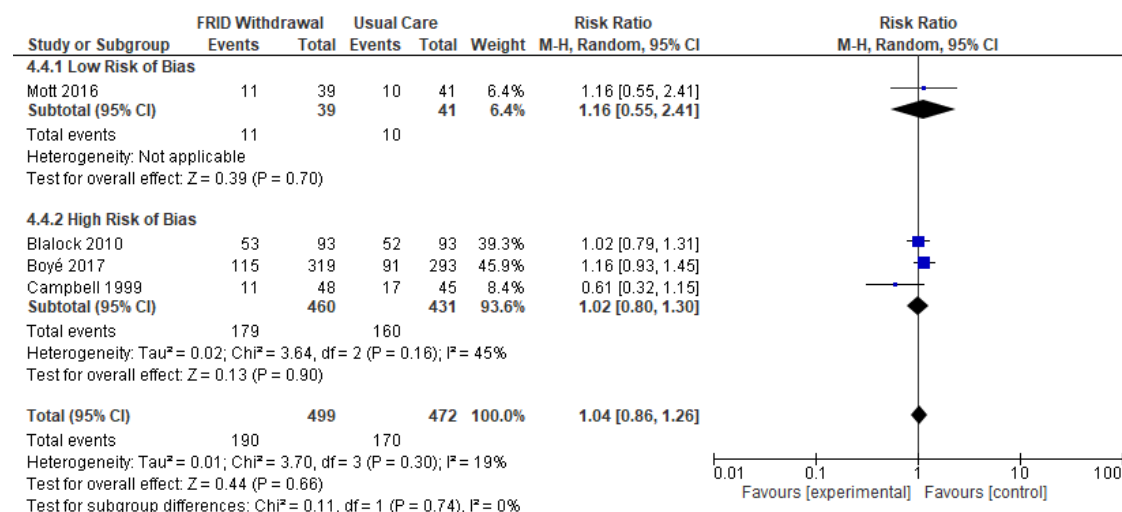 FRID Withdrawal Usual Care Risk Ratio Risk Ratio
Study or Subgroup Events Total Events Total Weight M-H, Random, 95% CI M-H, Random, 95% CI
4.4.1 Low Risk of Bias
Mott 2016 11 39 10 41 6.4% 1.16 [0.55, 2.41]
Subtotal (95% CI) 39 41 6.4% 1.16 [0.55, 2.41]
Total events 11 10
Heterogeneity: Not applicable
Test for overall effect: Z = 0.39 (P = 0.70)
4.4.2 High Risk of Bias
Blalock 2010 53 93 52 93 39.3% 1.02 [0.79, 1.31]
Boyé 2017 115 319 91 293 45.9% 1.16 [0.93, 1.45]
Campbell 1999 11 48 17 45 8.4% 0.61 [0.32, 1.15]
Subtotal (95% CI) 460 431 93.6% 1.02 [0.80, 1.30]
Total events 179 160
Heterogeneity: Tau² = 0.02; Chi² = 3.64, df = 2 (P = 0.16); I² = 45%
Test for overall effect: Z = 0.13 (P = 0.90)
Total (95% CI) 499 472 100.0% 1.04 [0.86, 1.26]
Total events 190 170
Heterogeneity: Tau² = 0.01; Chi² = 3.70, df = 3 (P = 0.30); I² = 19%
Test for overall effect: Z = 0.44 (P = 0.66)
Test for subgroup differences: Chi² = 0.11, df = 1 (P = 0.74), I² = 0%
0.01 0.1 1 10 100
Favours [experimental] Favours [control]